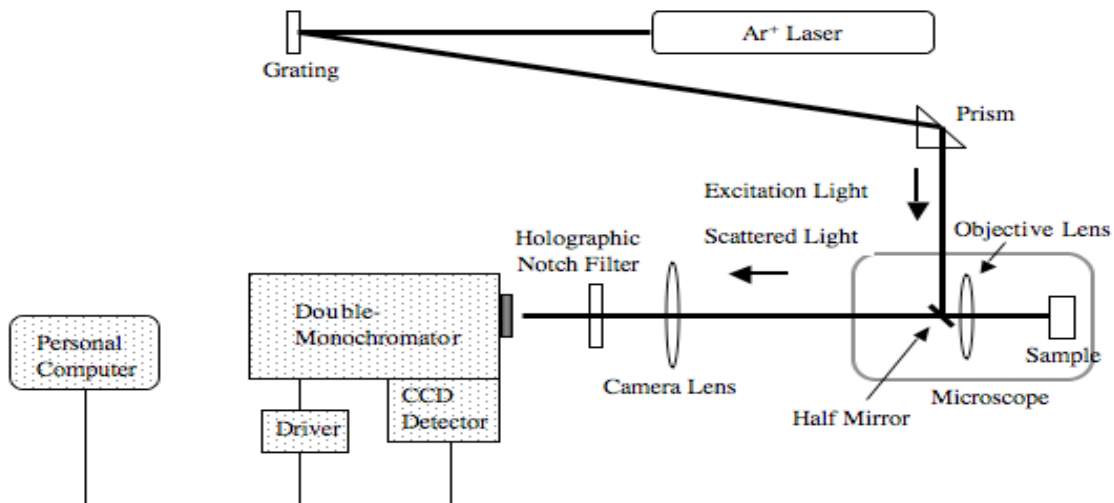 Ar⁺ Laser
Grating
Prism
Excitation Light
Objective Lens
Holographic
Notch Filter
Scattered Light
Double-
Monochromator
Personal
Computer
Sample
Camera Lens
CCD
Detector
Microscope
Half Mirror
Driver